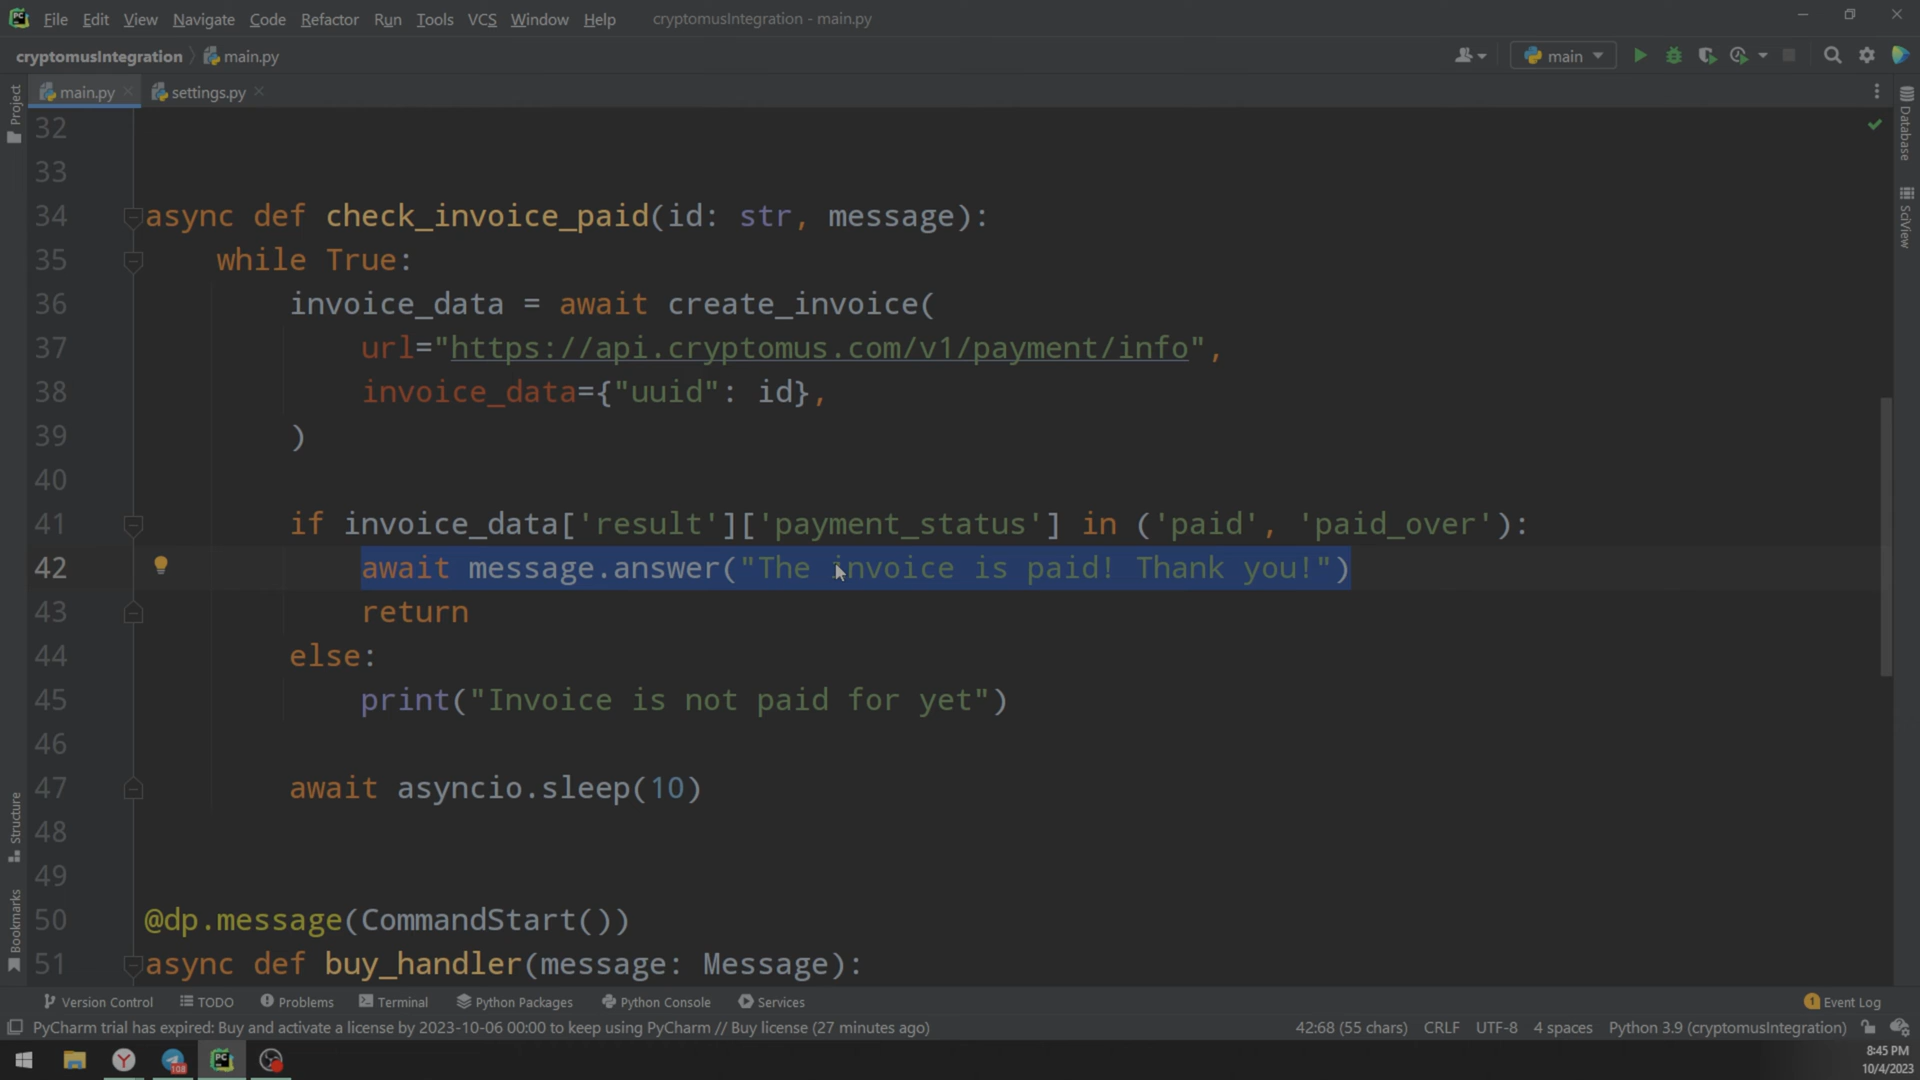 File Edit View Navigate Code Refactor Run Tools VCS Window Help cryptomusIntegration - main.py
cryptomusIntegration main.py main
main.py settings.py
Project
Database
SciView
Structure
Bookmarks
32
33
34 async def check_invoice_paid(id: str, message):
35 while True:
36 invoice_data = await create_invoice(
37 url="https://api.cryptomus.com/v1/payment/info",
38 invoice_data={"uuid": id},
39 )
40
41 if invoice_data['result']['payment_status'] in ('paid', 'paid_over'):
42 await message.answer("The invoice is paid! Thank you!")
43 return
44 else:
45 print("Invoice is not paid for yet")
46
47 await asyncio.sleep(10)
48
49
50 @dp.message(CommandStart())
51 async def buy_handler(message: Message):
Version Control TODO Problems Terminal Python Packages Python Console Services 1 Event Log
PyCharm trial has expired: Buy and activate a license by 2023-10-06 00:00 to keep using PyCharm // Buy license (27 minutes ago) 42:68 (55 chars) CRLF UTF-8 4 spaces Python 3.9 (cryptomusIntegration)
Y 108 PC 8:45 PM
10/4/2023